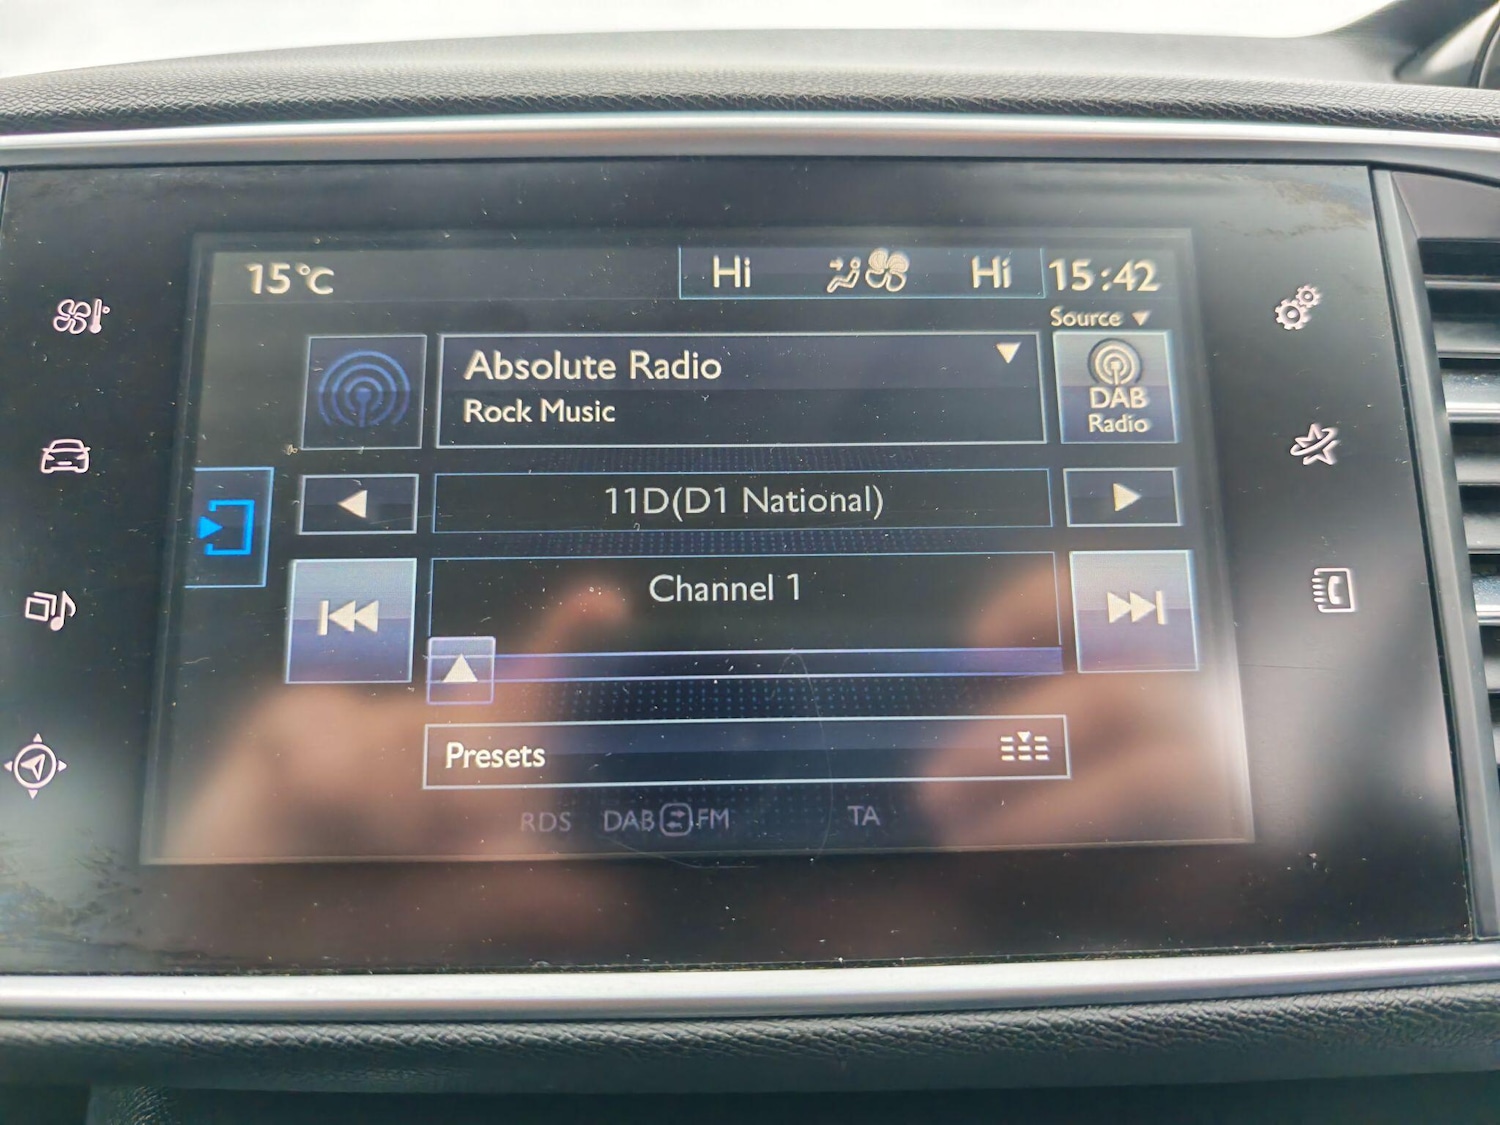 15°C Hi Hi 15:42
Source
Absolute Radio
Rock Music
DAB
Radio
11D(D1 National)
Channel 1
Presets
RDS DAB FM TA